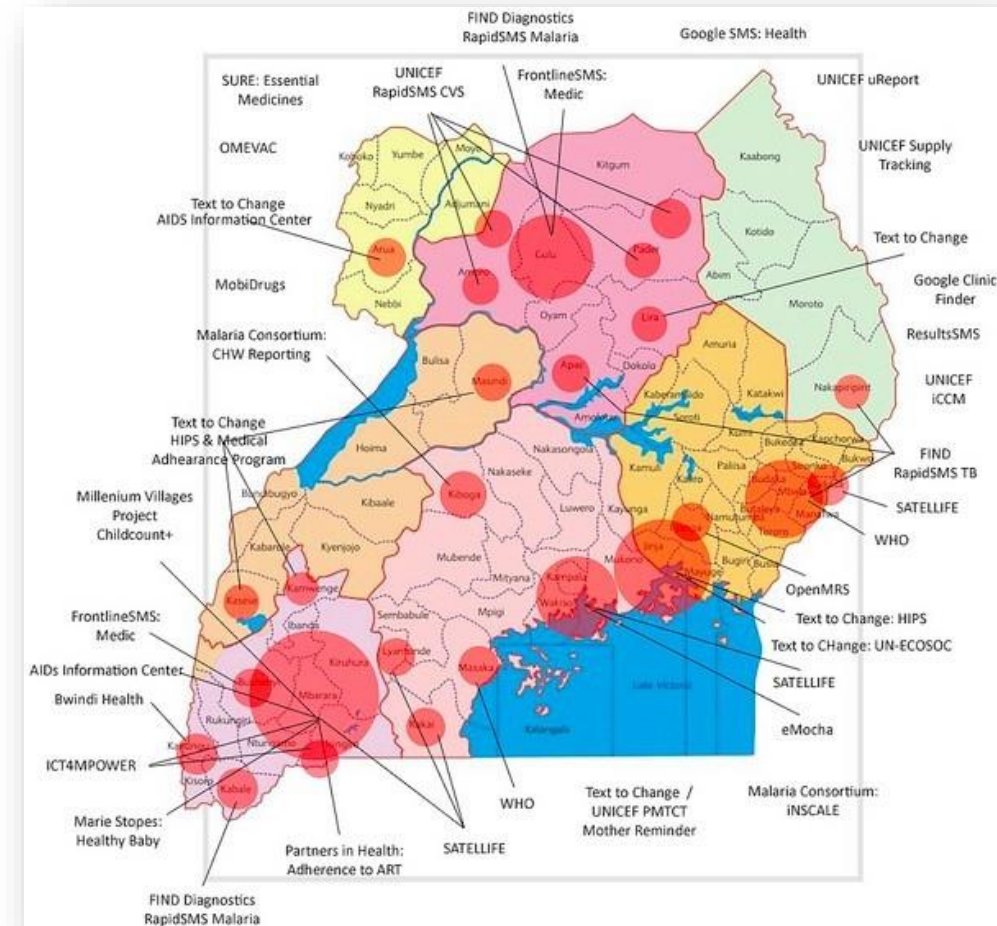 FIND Diagnostics
RapidSMS Malaria
Google SMS: Health
SURE: Essential
Medicines
UNICEF
RapidSMS CVS
FrontlineSMS:
Medic
UNICEF uReport
OMEVAC
UNICEF Supply
Tracking
Text to Change
AIDS Information Center
Text to Change
MobiDrugs
Google Clinic
Finder
Malaria Consortium:
CHW Reporting
ResultsSMS
UNICEF
iCCM
Text to Change
HIPS & Medical
Adhearance Program
FIND
RapidSMS TB
Millenium Villages
Project
Childcount+
SATELLIFE
WHO
OpenMRS
FrontlineSMS:
Medic
Text to Change: HIPS
Text to CHange: UN-ECOSOC
AIDs Information Center
SATELLIFE
Bwindi Health
eMocha
ICT4MPOWER
Marie Stopes:
Healthy Baby
Partners in Health:
Adherence to ART
SATELLIFE
WHO
Text to Change /
UNICEF PMTCT
Mother Reminder
Malaria Consortium:
iNSCALE
FIND Diagnostics
RapidSMS Malaria
Koboko
Yumbe
Moyo
Kitgum
Kaabong
Nyadri
Adjumani
Kotido
Arua
Gulu
Pader
Abim
Nebbi
Moroto
Oyam
Lira
Bulisa
Amuria
Masindi
Apac
Dokolo
Nakapiripirit
Kaberamaido
Katakwi
Soroti
Hoima
Nakasongola
Kumi
Bukedea
Kapchorwa
Bukwo
Nakaseke
Kamuli
Pallisa
Budaka
Kiboga
Kibaale
Luwero
Kayunga
Namutumba
Butaleja
Tororo
Kabarole
Kyenjojo
Mubende
Mukono
Jinja
Bugiri
Busia
Mayuge
Mityana
Kampala
Wakiso
Kasese
Kamwenge
Sembabule
Mpigi
Ibanda
Kiruhura
Lyantonde
Masaka
Lake Victoria
Mbarara
Rukungiri
Rakai
Kalangala
Kisoro
Kabale